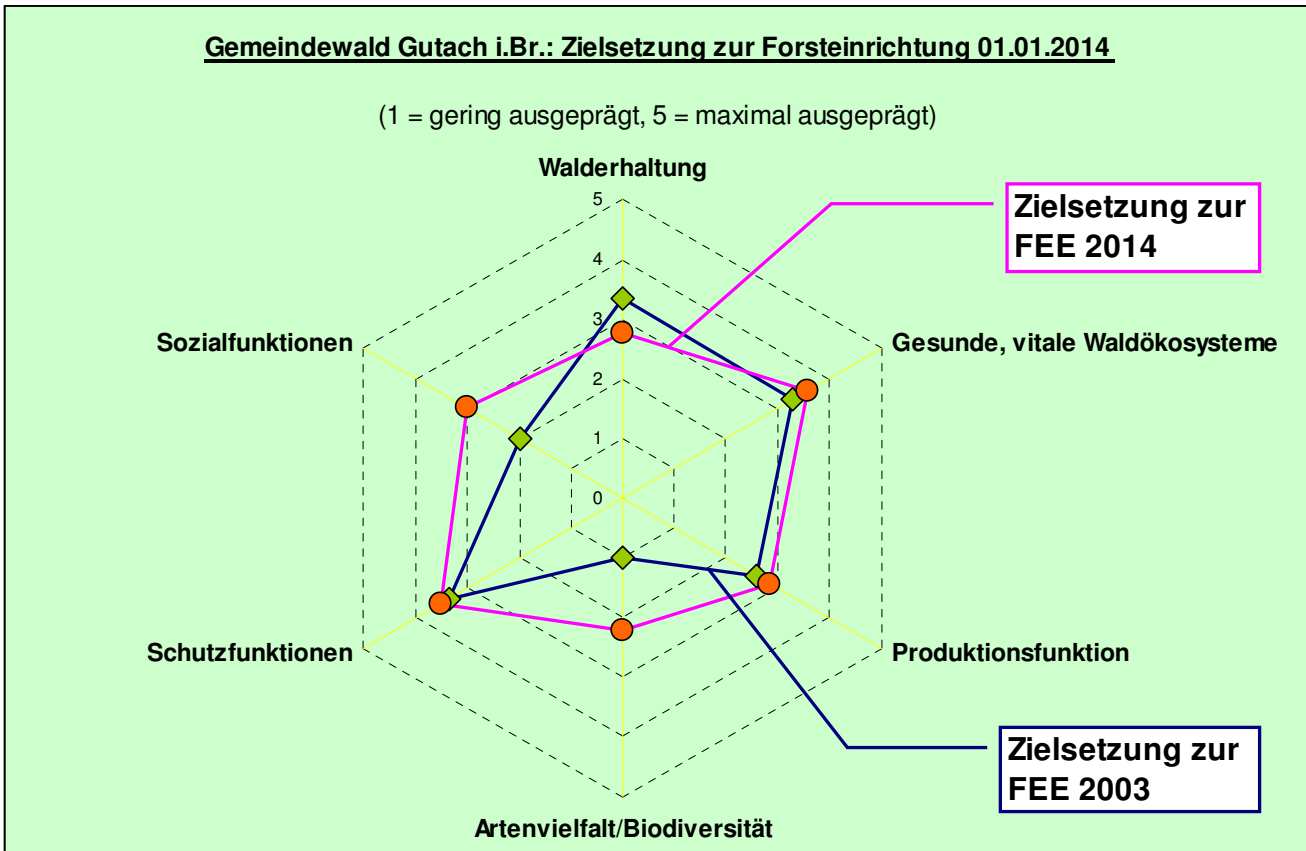 Gemeindewald Gutach i.Br.: Zielsetzung zur Forsteinrichtung 01.01.2014
(1 = gering ausgeprägt, 5 = maximal ausgeprägt)
Walderhaltung
Zielsetzung zur
FEE 2014
5
4
3
2
1
0
Sozialfunktionen
Gesunde, vitale Waldökosysteme
Schutzfunktionen
Produktionsfunktion
Zielsetzung zur
FEE 2003
Artenvielfalt/Biodiversität